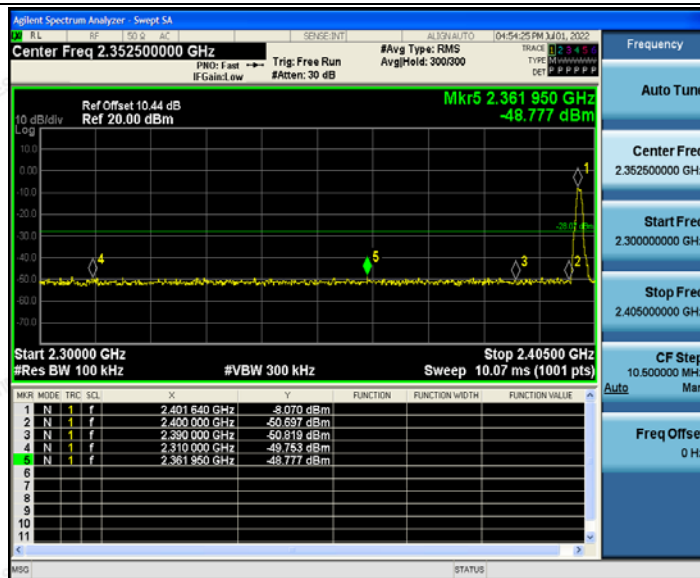 Agilent Spectrum Analyzer - Swept SA
RL RF 50 Ω AC SENSE:INT ALIGN AUTO 04:54:25 PM Jul 01, 2022
Center Freq 2.352500000 GHz
PNO: Fast
IFGain:Low
Trig: Free Run
#Atten: 30 dB
#Avg Type: RMS
Avg|Hold: 300/300
TRACE 1 2 3 4 5 6
TYPE M W W W W W
DET P P P P P P
Ref Offset 10.44 dB
10 dB/div Ref 20.00 dBm
Log
Mkr5 2.361 950 GHz
-48.777 dBm
10.0
0.00
-10.0
-20.0
-30.0
-40.0
-50.0
-60.0
-70.0
1
2
3
4
5
Start 2.30000 GHz Stop 2.40500 GHz
#Res BW 100 kHz #VBW 300 kHz Sweep 10.07 ms (1001 pts)
MKR MODE TRC SCL X Y FUNCTION FUNCTION WIDTH FUNCTION VALUE
1 N 1 f 2.401 640 GHz -8.070 dBm
2 N 1 f 2.400 000 GHz -50.697 dBm
3 N 1 f 2.390 000 GHz -50.819 dBm
4 N 1 f 2.310 000 GHz -49.753 dBm
5 N 1 f 2.361 950 GHz -48.777 dBm
6
7
8
9
10
11
MSG STATUS
Frequency
Auto Tune
Center Freq
2.352500000 GHz
Start Freq
2.300000000 GHz
Stop Freq
2.405000000 GHz
CF Step
10.500000 MHz
Auto Man
Freq Offset
0 Hz